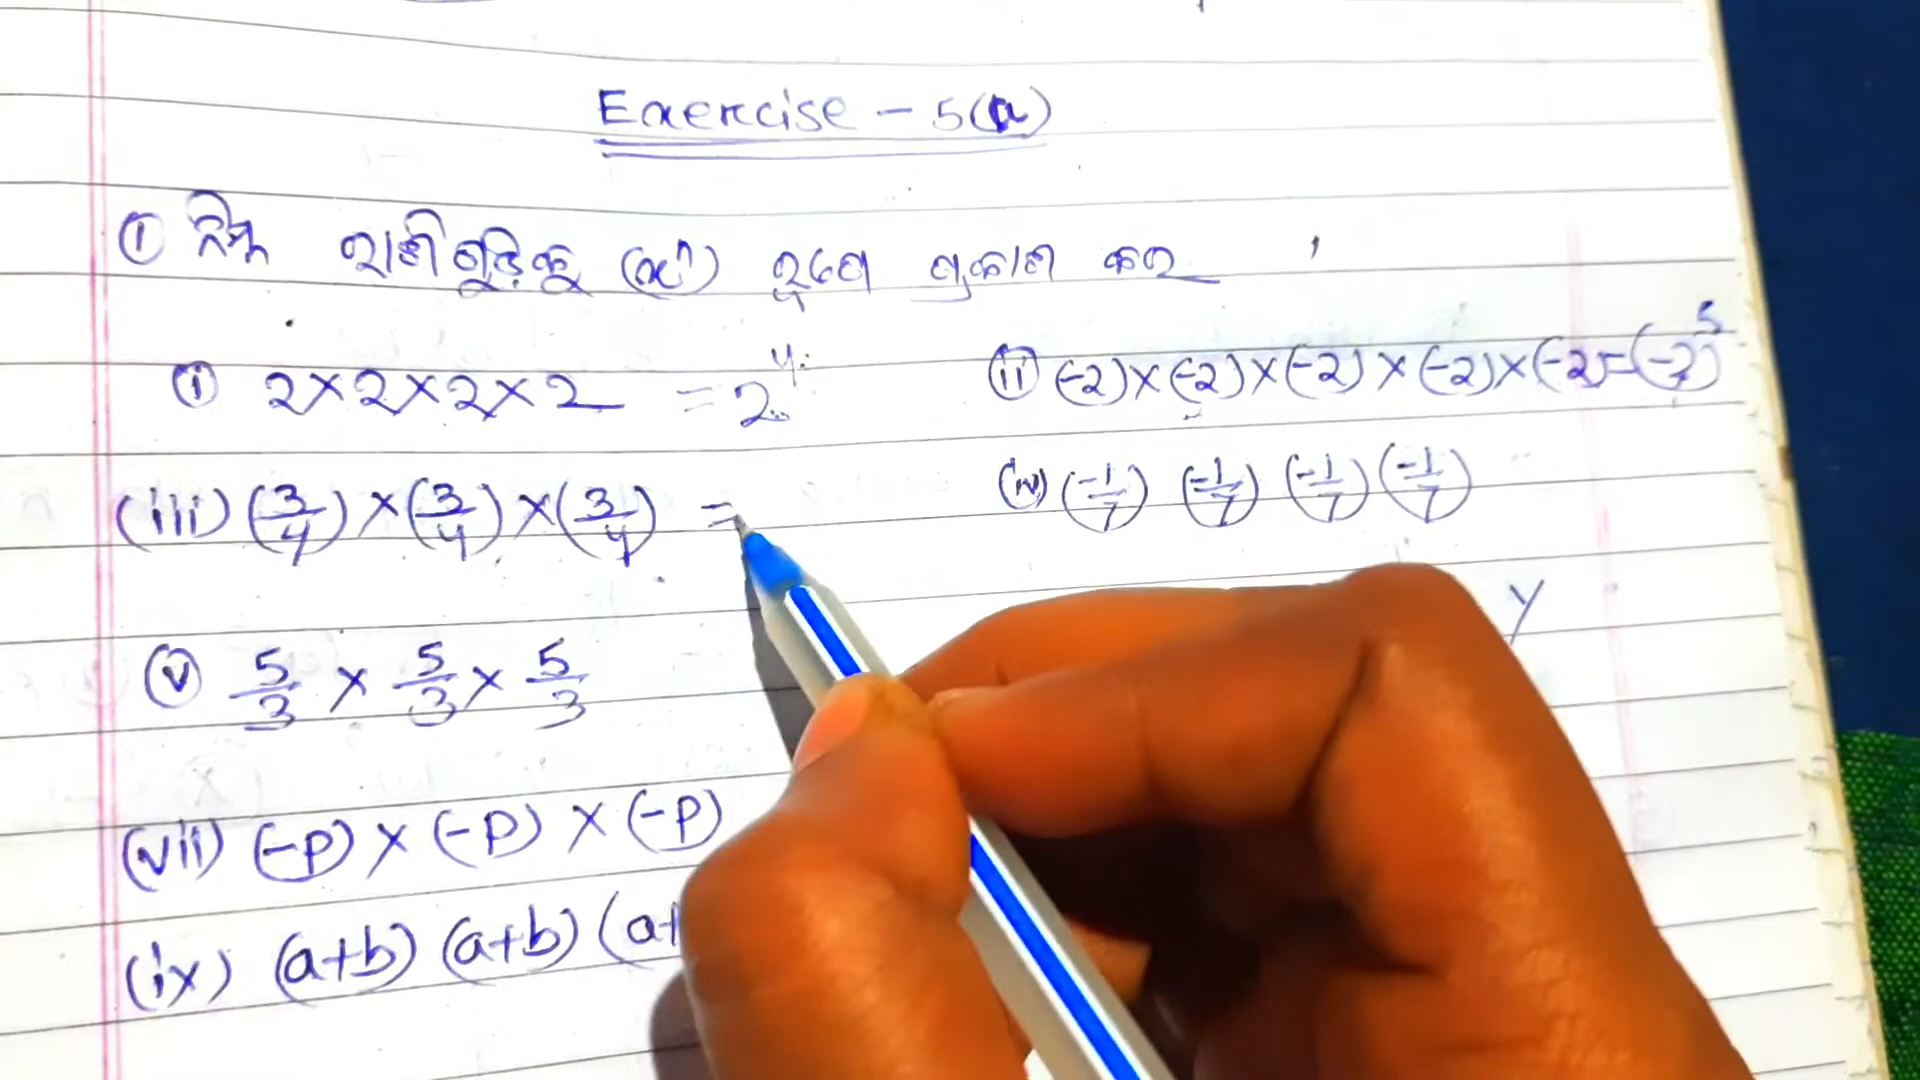 Exercise - 5(a)
① ନିମ୍ନ ରାଶିଗୁଡ଼ିକୁ (xⁿ) ରୂପେ ପ୍ରକାଶ କର
(i) 2×2×2×2 = 2⁴
(ii) (-2)×(-2)×(-2)×(-2)×(-2)=(-2)⁵
(iii) (3/4)×(3/4)×(3/4) =
(iv) (-1/7) (-1/7) (-1/7) (-1/7)
y
(v) 5/3 × 5/3 × 5/3
(vii) (-p) × (-p) × (-p)
(ix) (a+b) (a+b) (a+